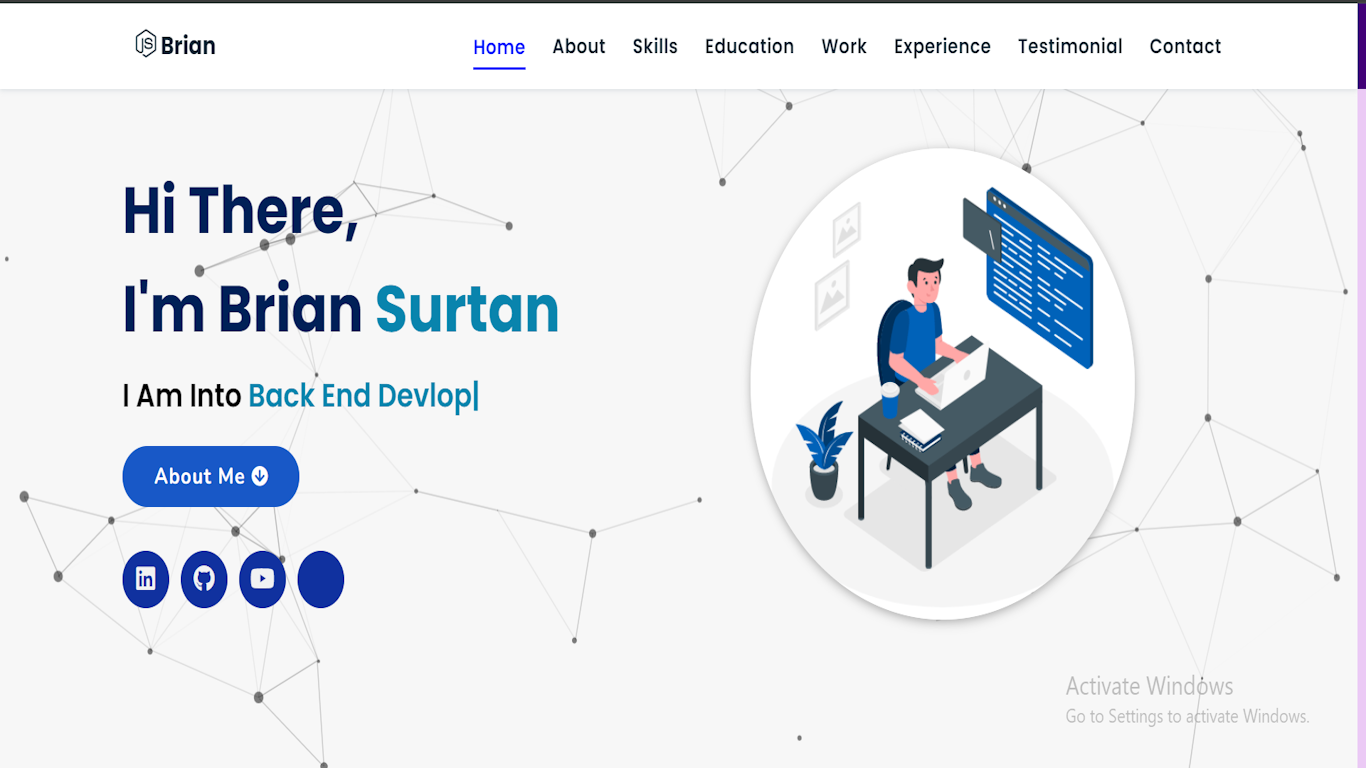 JS Brian
Home About Skills Education Work Experience Testimonial Contact
Hi There,
I'm Brian Surtan
I Am Into Back End Devlop|
About Me
in
Activate Windows
Go to Settings to activate Windows.